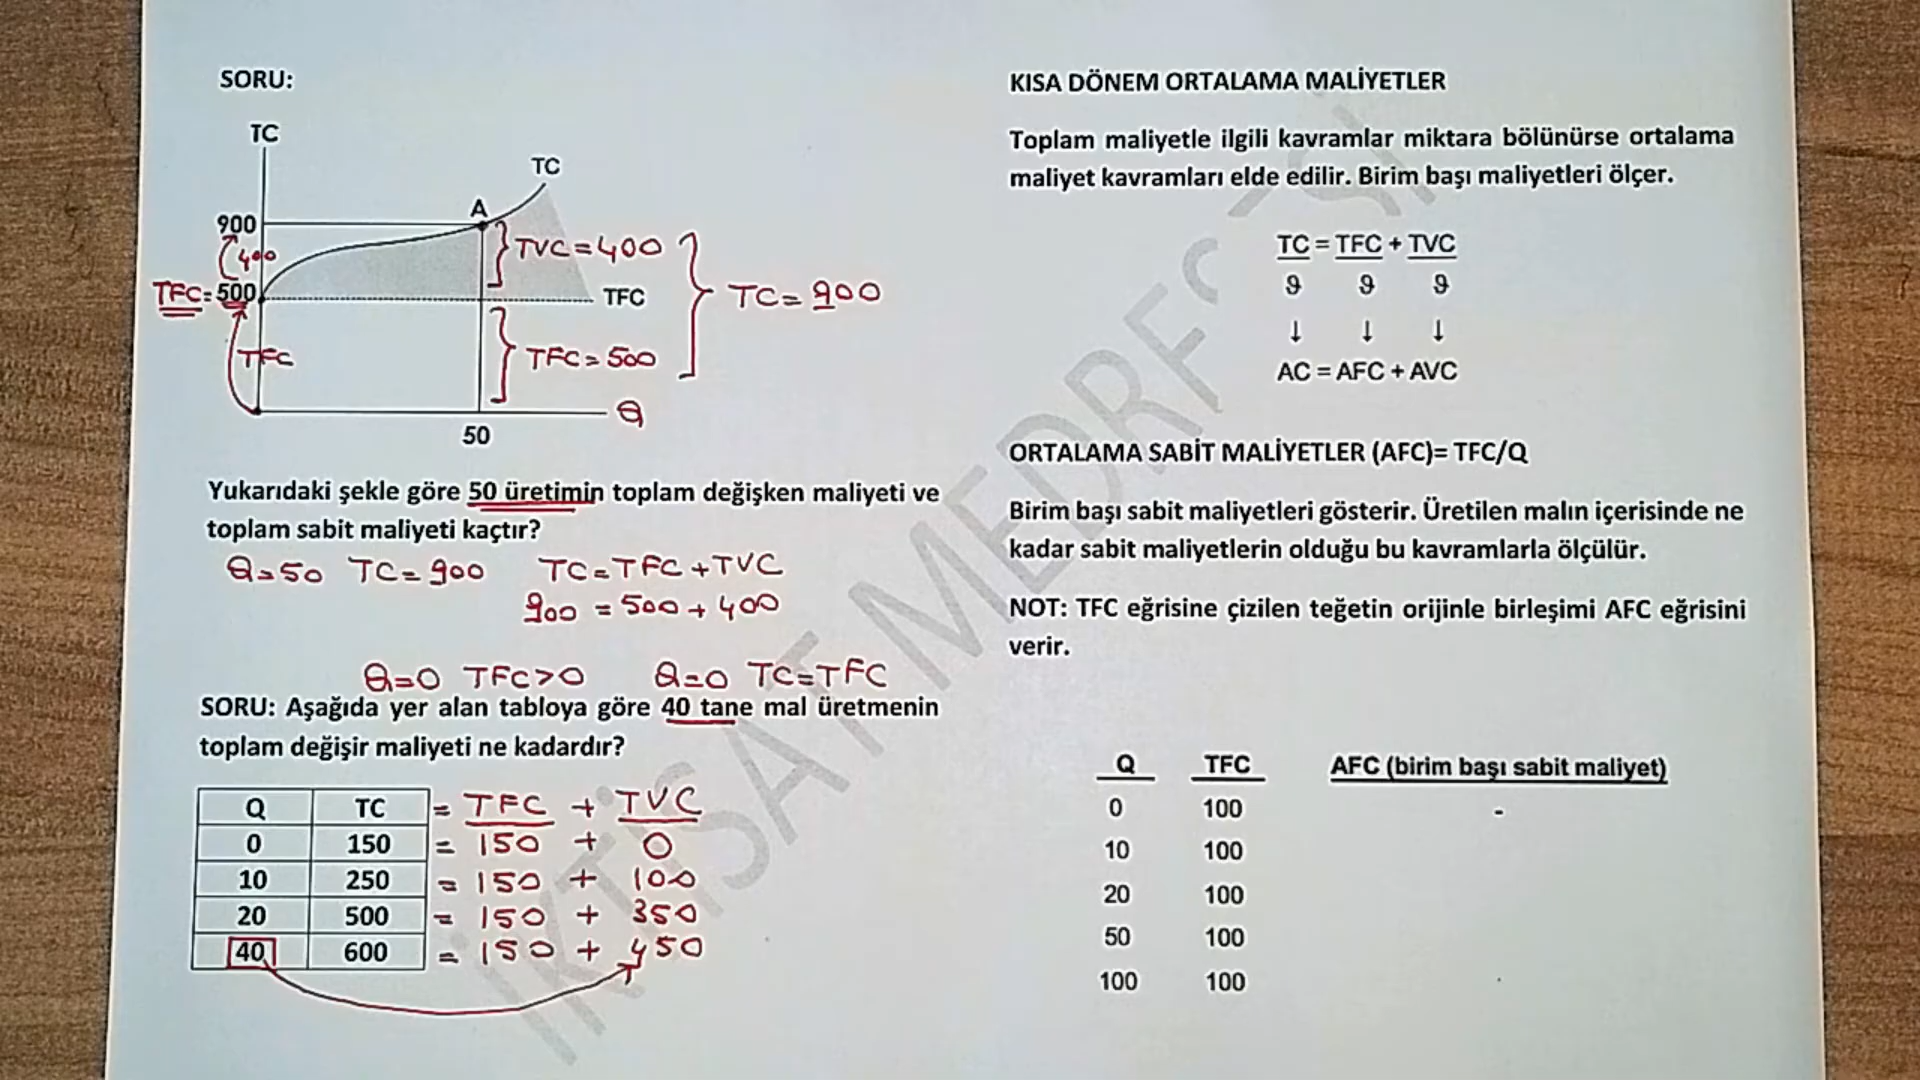 SORU:
TC
TC
A
900
400
TVC = 400
TFC = 500
TFC
TC = 900
TFC
TFC = 500
Q
50
Yukarıdaki şekle göre 50 üretimin toplam değişken maliyeti ve
toplam sabit maliyeti kaçtır?
Q=50 TC= 900 TC=TFC+TVC
900 = 500 + 400
Q=0 TFC>0 Q=0 TC=TFC
SORU: Aşağıda yer alan tabloya göre 40 tane mal üretmenin
toplam değişir maliyeti ne kadardır?
Q TC = TFC + TVC
0 150 = 150 + 0
10 250 = 150 + 100
20 500 = 150 + 350
40 600 = 150 + 450
KISA DÖNEM ORTALAMA MALİYETLER
Toplam maliyetle ilgili kavramlar miktara bölünürse ortalama
maliyet kavramları elde edilir. Birim başı maliyetleri ölçer.
TC = TFC + TVC
ϑ ϑ ϑ
↓ ↓ ↓
AC = AFC + AVC
ORTALAMA SABİT MALİYETLER (AFC)= TFC/Q
Birim başı sabit maliyetleri gösterir. Üretilen malın içerisinde ne
kadar sabit maliyetlerin olduğu bu kavramlarla ölçülür.
NOT: TFC eğrisine çizilen teğetin orijinle birleşimi AFC eğrisini
verir.
Q TFC AFC (birim başı sabit maliyet)
0 100 -
10 100
20 100
50 100
100 100
İKTİSAT MEDRESESİ